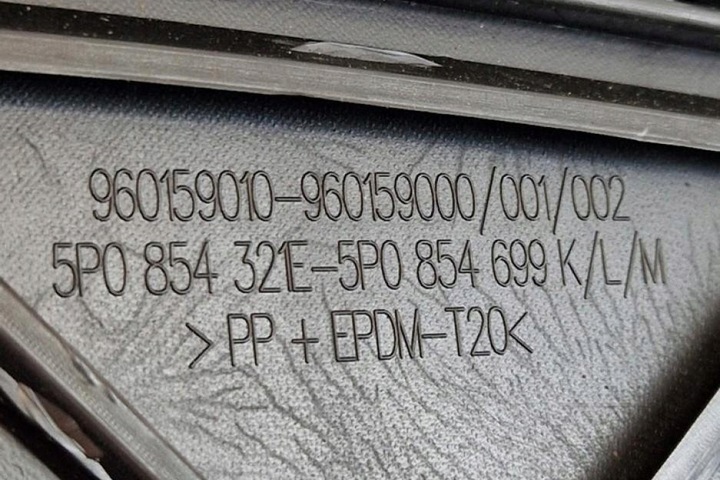 960159010-960159000/001/002
5P0 854 321E-5P0 854 699 K/L/M
>PP + EPDM-T20<